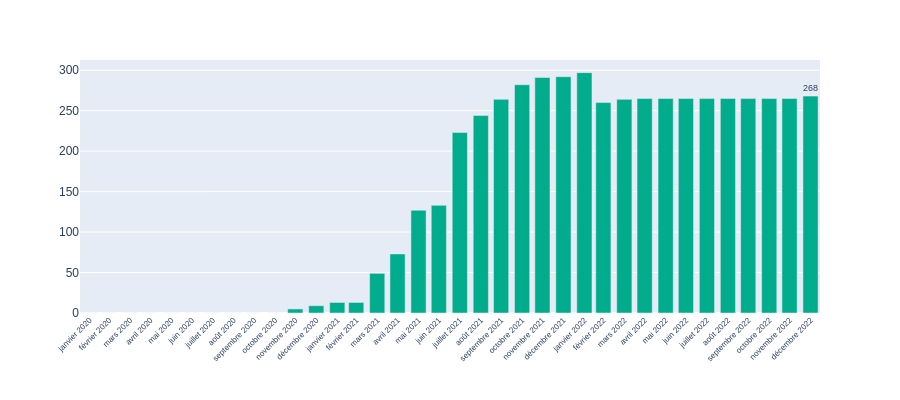 300
250
200
150
100
50
0
268
janvier 2020
février 2020
mars 2020
avril 2020
mai 2020
juin 2020
juillet 2020
août 2020
septembre 2020
octobre 2020
novembre 2020
décembre 2020
janvier 2021
février 2021
mars 2021
avril 2021
mai 2021
juin 2021
juillet 2021
août 2021
septembre 2021
octobre 2021
novembre 2021
décembre 2021
janvier 2022
février 2022
mars 2022
avril 2022
mai 2022
juin 2022
juillet 2022
août 2022
septembre 2022
octobre 2022
novembre 2022
décembre 2022